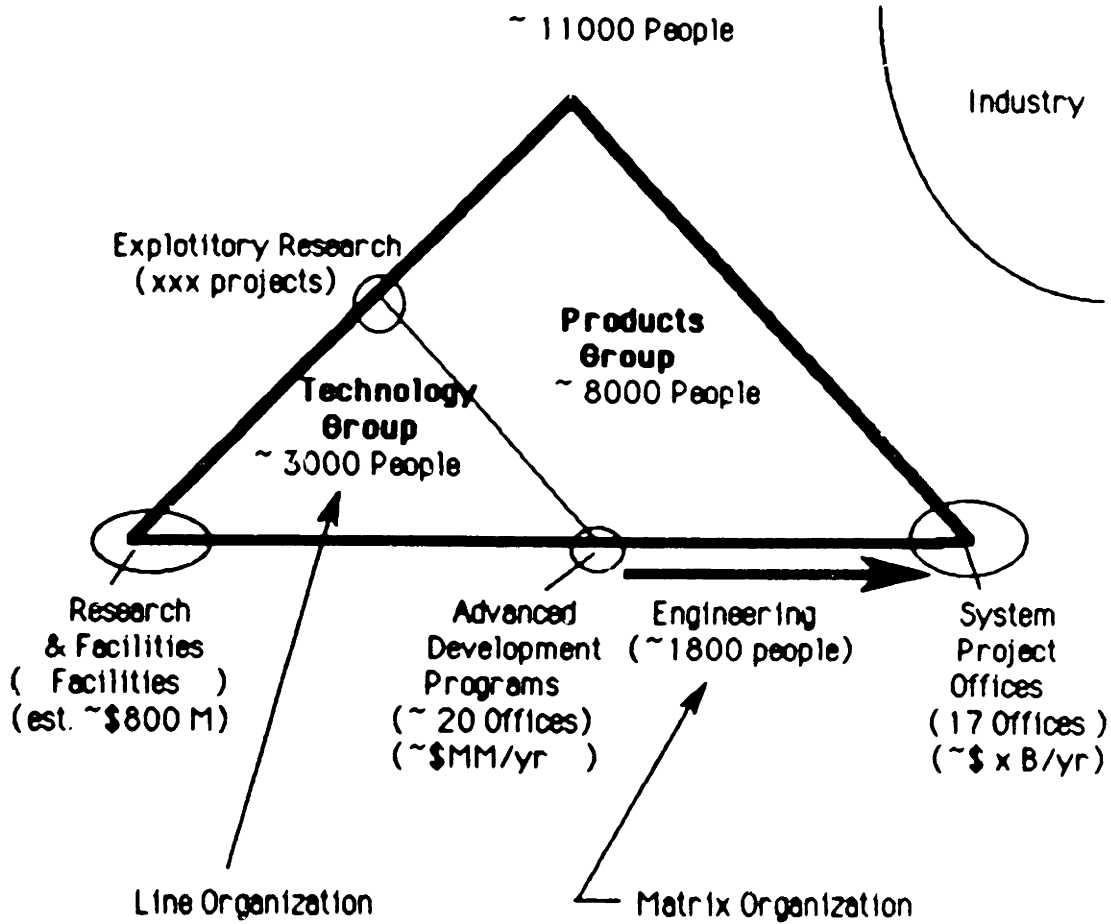 ~ 11000 People
Industry
Explotitory Research
(xxx projects)
Products
Group
~ 8000 People
Technology
Group
~ 3000 People
Research
& Facilities
( Facilities )
(est. ~$800 M)
Advanced
Development
Programs
(~ 20 Offices)
(~$MM/yr )
Engineering
(~1800 people)
System
Project
Offices
(17 Offices)
(~$ x B/yr)
Line Organization
Matrix Organization